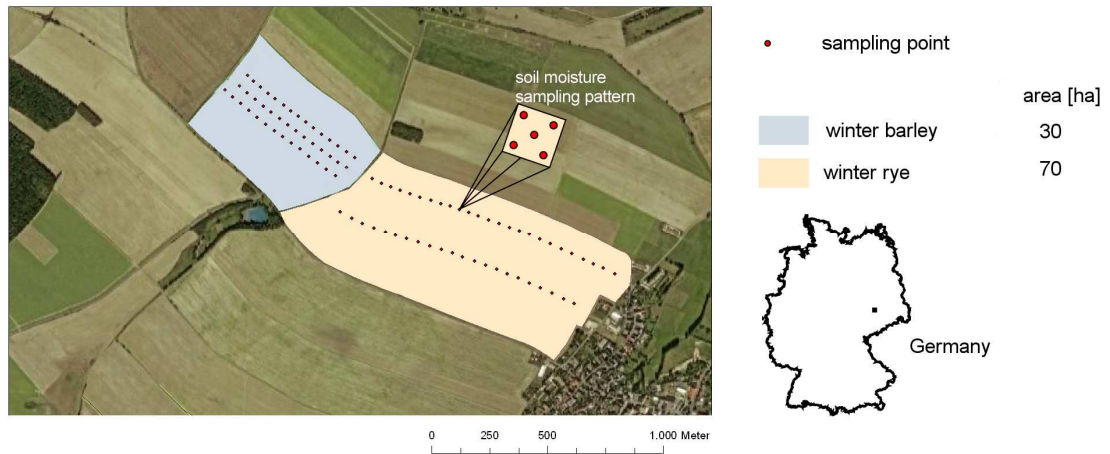 soil moisture
sampling pattern
sampling point
area [ha]
winter barley 30
winter rye 70
Germany
0 250 500 1.000 Meter